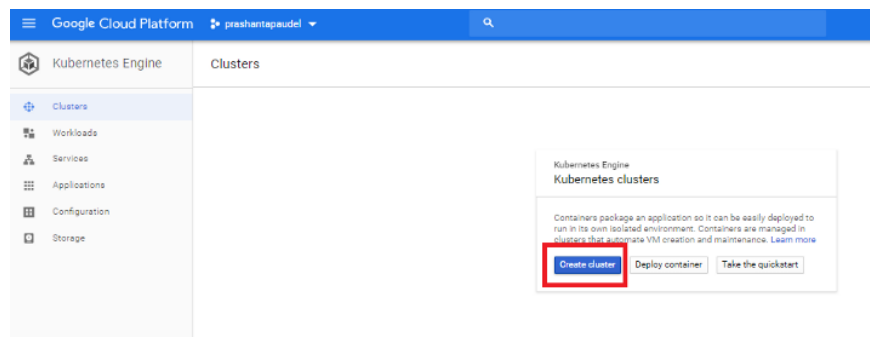 Google Cloud Platform prashantapaudel
Kubernetes Engine
Clusters
Clusters
Workloads
Services
Applications
Configuration
Storage
Kubernetes Engine
Kubernetes clusters
Containers package an application so it can be easily deployed to
run in its own isolated environment. Containers are managed in
clusters that automate VM creation and maintenance. Learn more
Create cluster Deploy container Take the quickstart